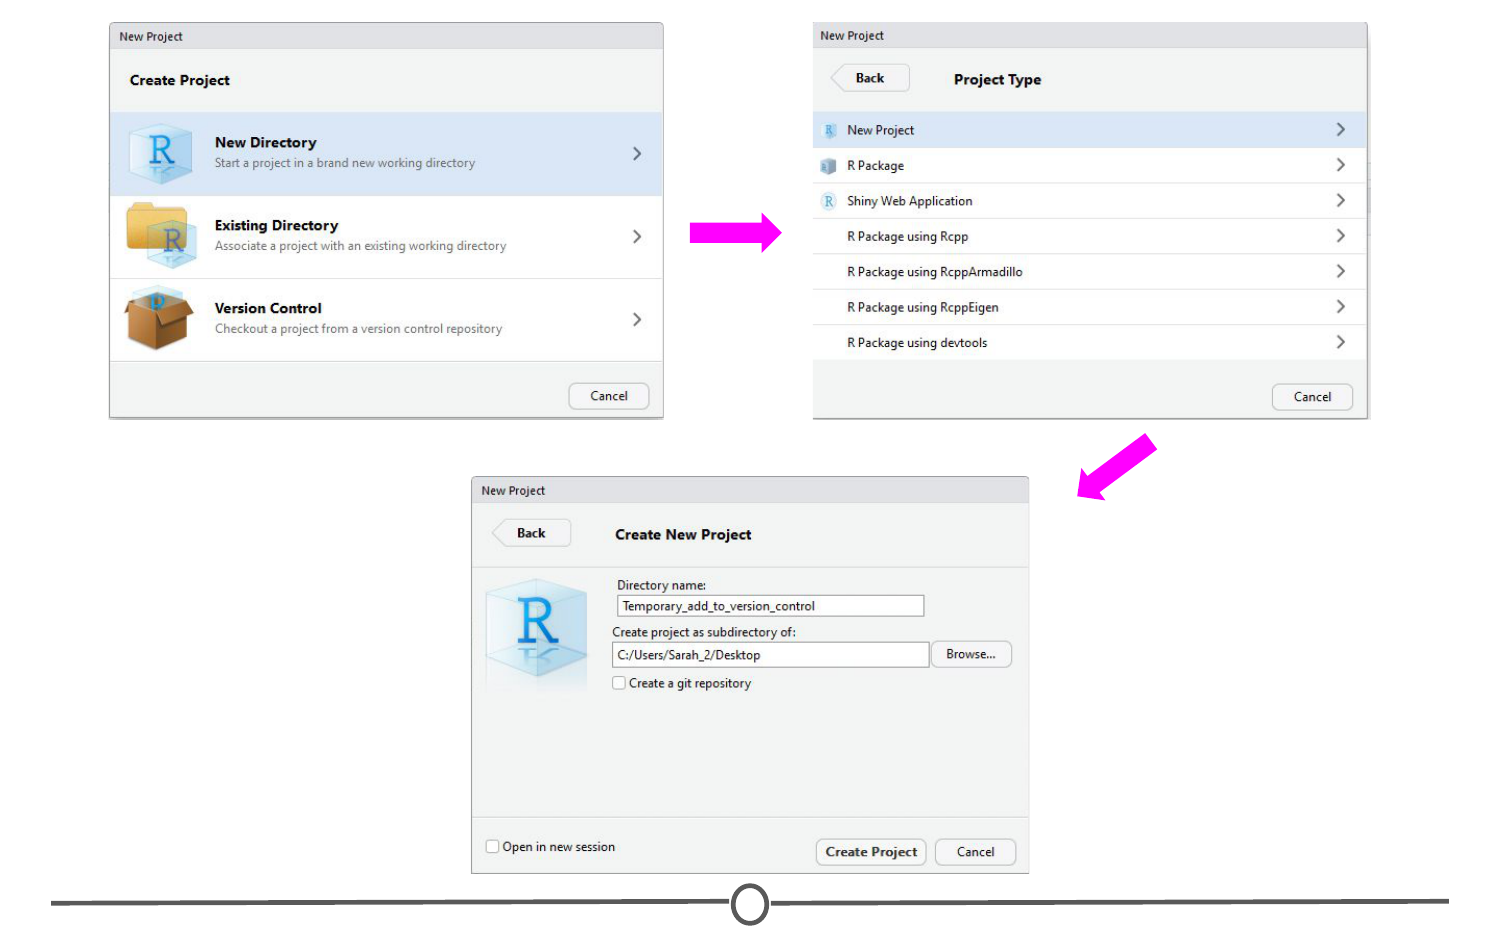 New Project
Create Project
New Directory
Start a project in a brand new working directory
Existing Directory
Associate a project with an existing working directory
Version Control
Checkout a project from a version control repository
Cancel
New Project
Back
Project Type
New Project
R Package
Shiny Web Application
R Package using Rcpp
R Package using RcppArmadillo
R Package using RcppEigen
R Package using devtools
Cancel
New Project
Back
Create New Project
R
Directory name:
Temporary_add_to_version_control
Create project as subdirectory of:
C:/Users/Sarah_2/Desktop
Browse...
Create a git repository
Open in new session
Create Project
Cancel